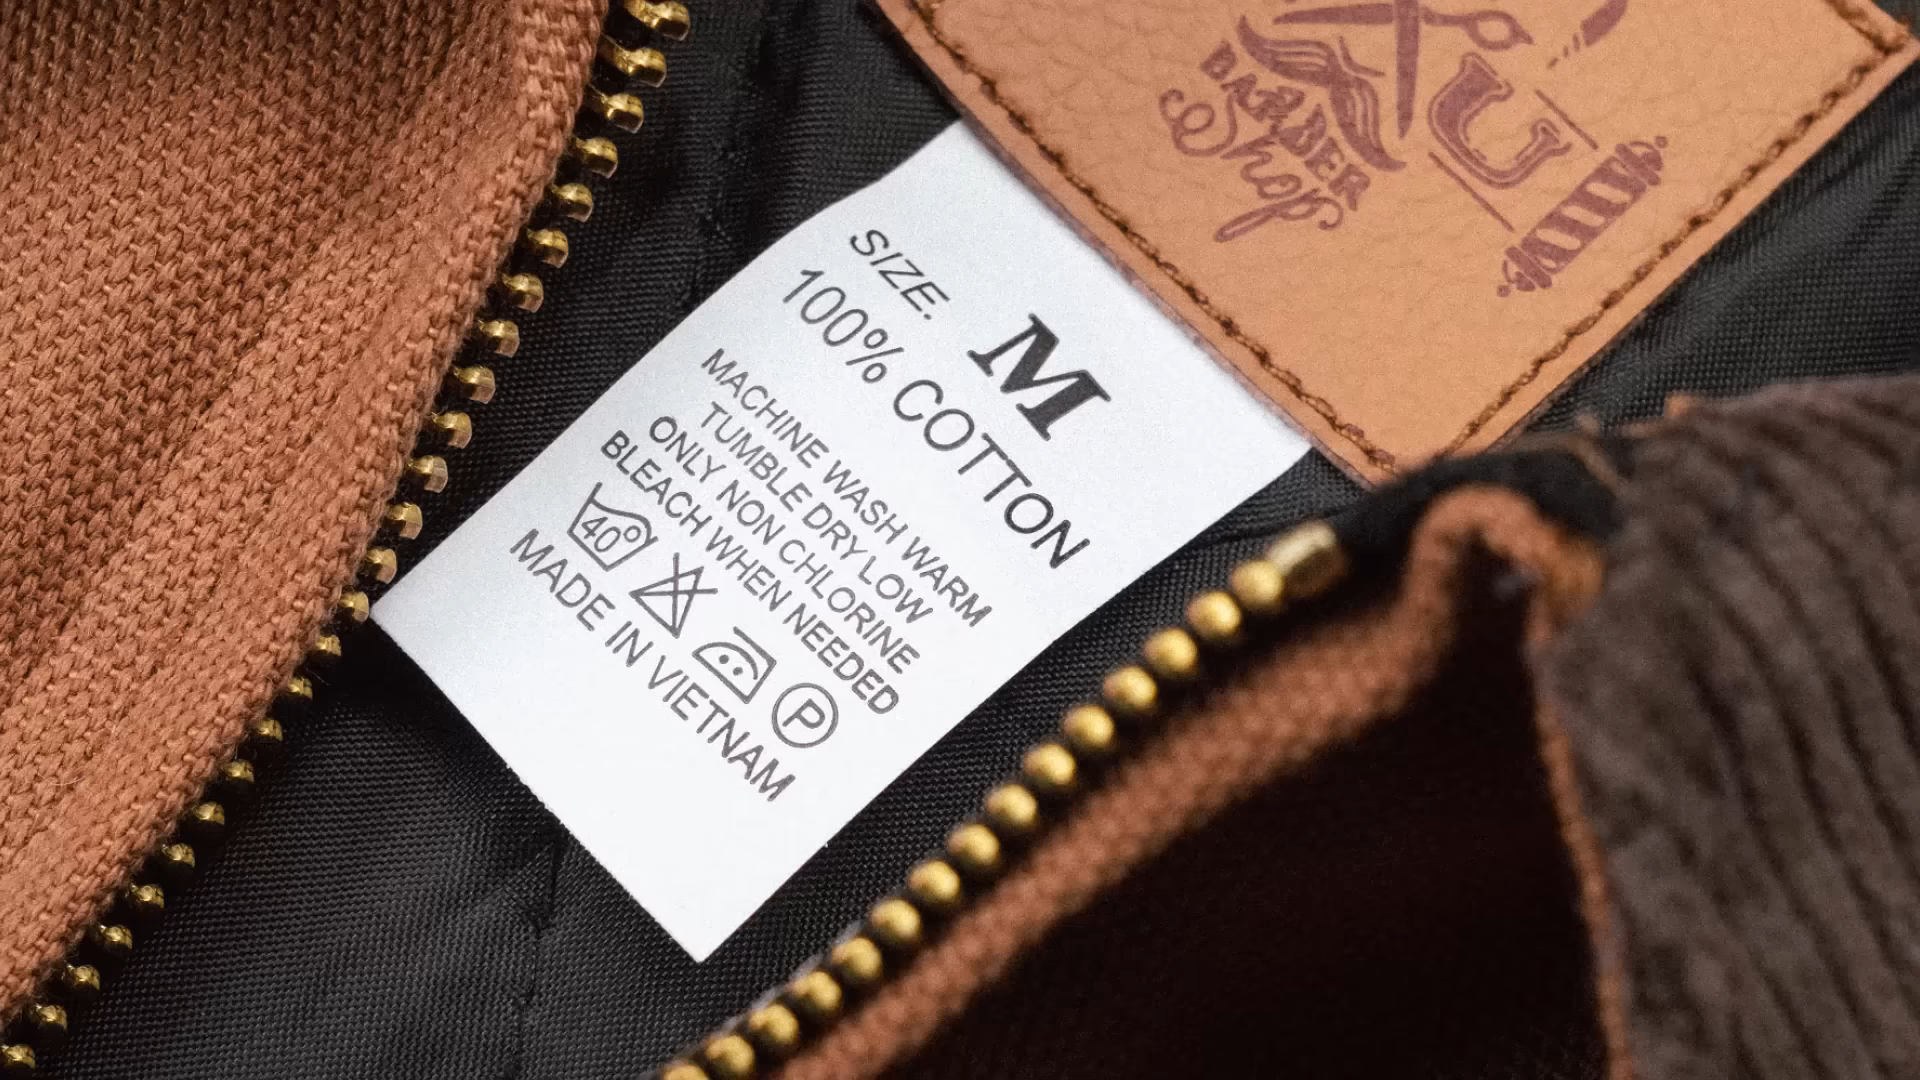 BARBER
Shop
U
SIZE:
M
100% COTTON
MACHINE WASH WARM
TUMBLE DRY LOW
ONLY NON CHLORINE
BLEACH WHEN NEEDED
40° P
MADE IN VIETNAM